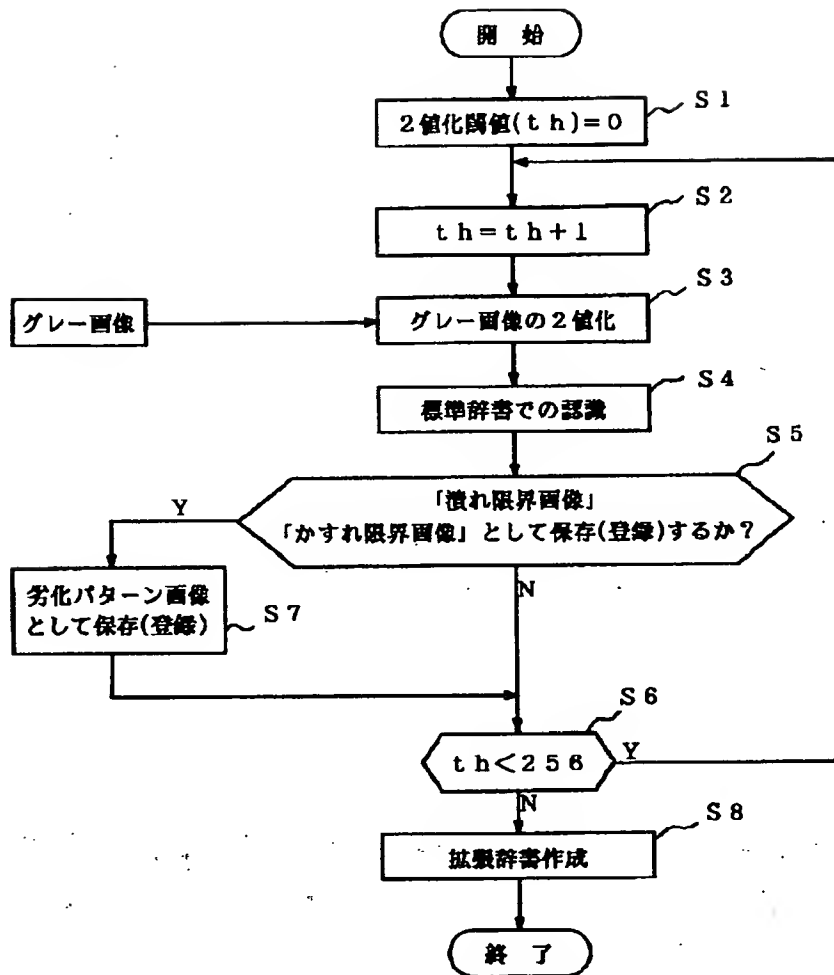 開 始
S1
2値化閾値(th)=0
S2
th=th+1
S3
グレー画像
グレー画像の2値化
S4
標準辞書での認識
S5
「潰れ限界画像」
「かすれ限界画像」として保存(登録)するか?
Y
N
劣化パターン画像
として保存(登録)
S7
S6
th<256
Y
N
S8
拡張辞書作成
終 了